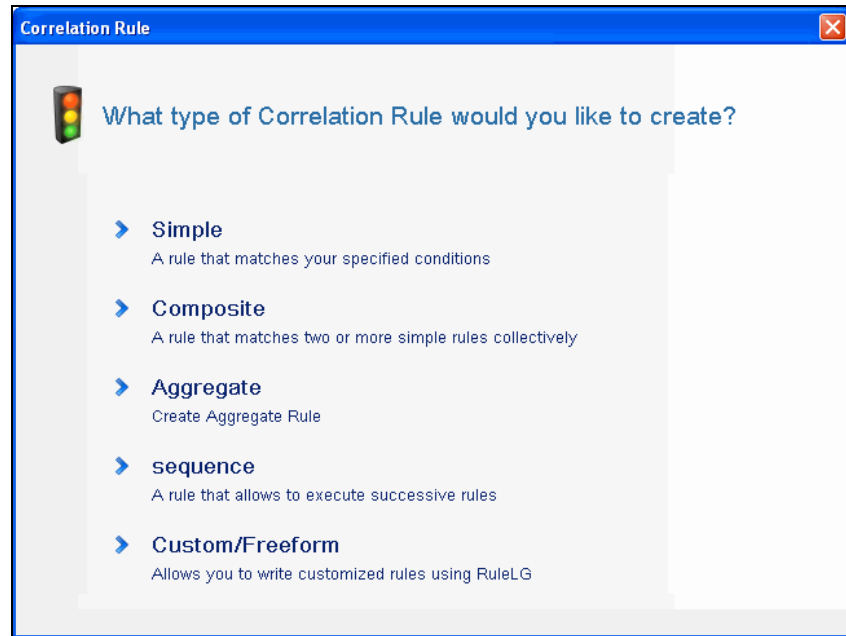 Correlation Rule
What type of Correlation Rule would you like to create?
Simple
A rule that matches your specified conditions
Composite
A rule that matches two or more simple rules collectively
Aggregate
Create Aggregate Rule
sequence
A rule that allows to execute successive rules
Custom/Freeform
Allows you to write customized rules using RuleLG